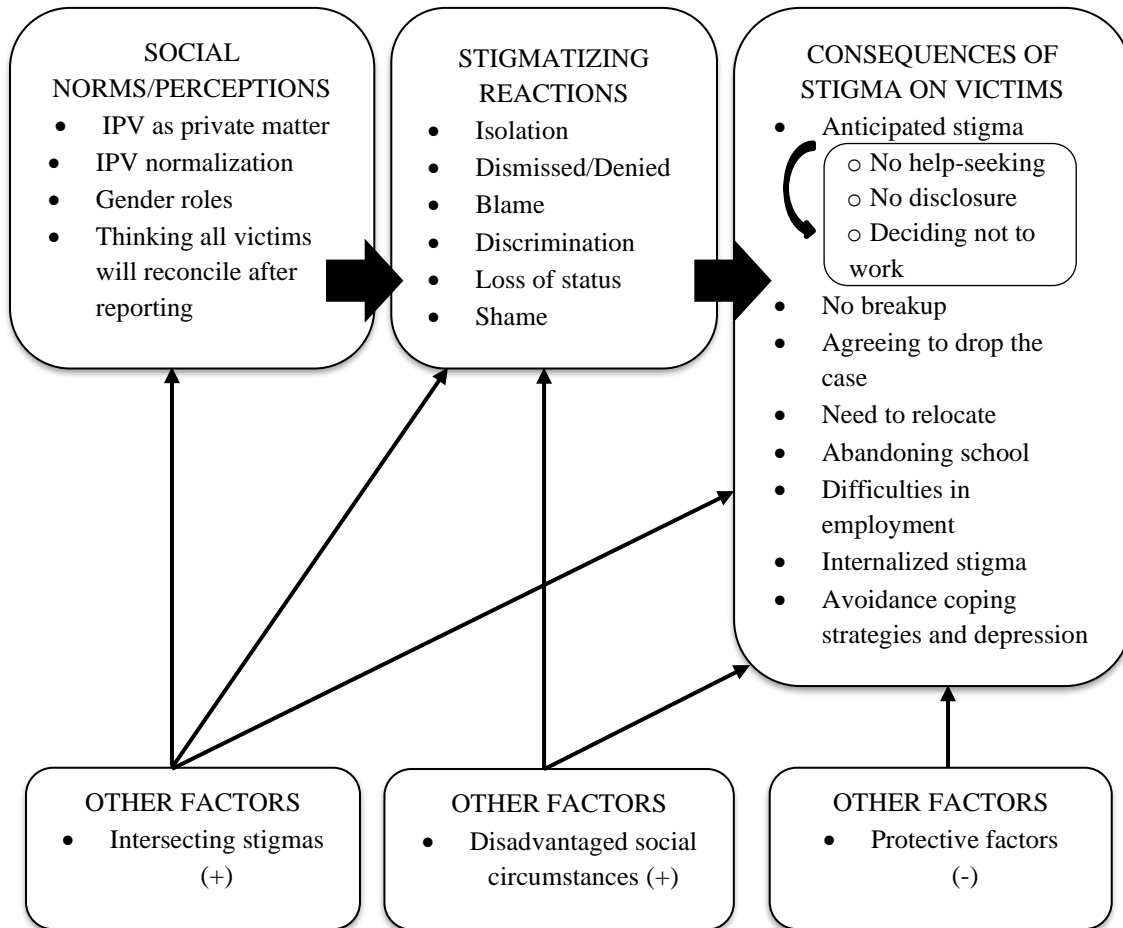 SOCIAL
NORMS/PERCEPTIONS
• IPV as private matter
• IPV normalization
• Gender roles
• Thinking all victims
will reconcile after
reporting
STIGMATIZING
REACTIONS
• Isolation
• Dismissed/Denied
• Blame
• Discrimination
• Loss of status
• Shame
CONSEQUENCES OF
STIGMA ON VICTIMS
• Anticipated stigma
○ No help-seeking
○ No disclosure
○ Deciding not to
work
• No breakup
• Agreeing to drop the
case
• Need to relocate
• Abandoning school
• Difficulties in
employment
• Internalized stigma
• Avoidance coping
strategies and depression
OTHER FACTORS
• Intersecting stigmas
(+)
OTHER FACTORS
• Disadvantaged social
circumstances (+)
OTHER FACTORS
• Protective factors
(-)